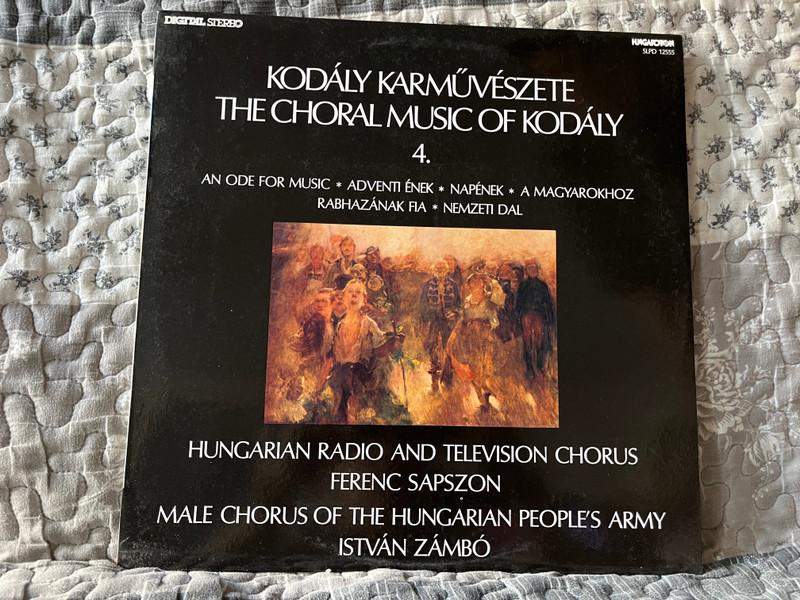 DIGITAL STEREO
HUNGAROTON
SLPD 12555
KODÁLY KARMŰVÉSZETE
THE CHORAL MUSIC OF KODÁLY
4.
AN ODE FOR MUSIC * ADVENTI ÉNEK * NAPÉNEK * A MAGYAROKHOZ
RABHAZÁNAK FIA * NEMZETI DAL
HUNGARIAN RADIO AND TELEVISION CHORUS
FERENC SAPSZON
MALE CHORUS OF THE HUNGARIAN PEOPLE'S ARMY
ISTVÁN ZÁMBÓ